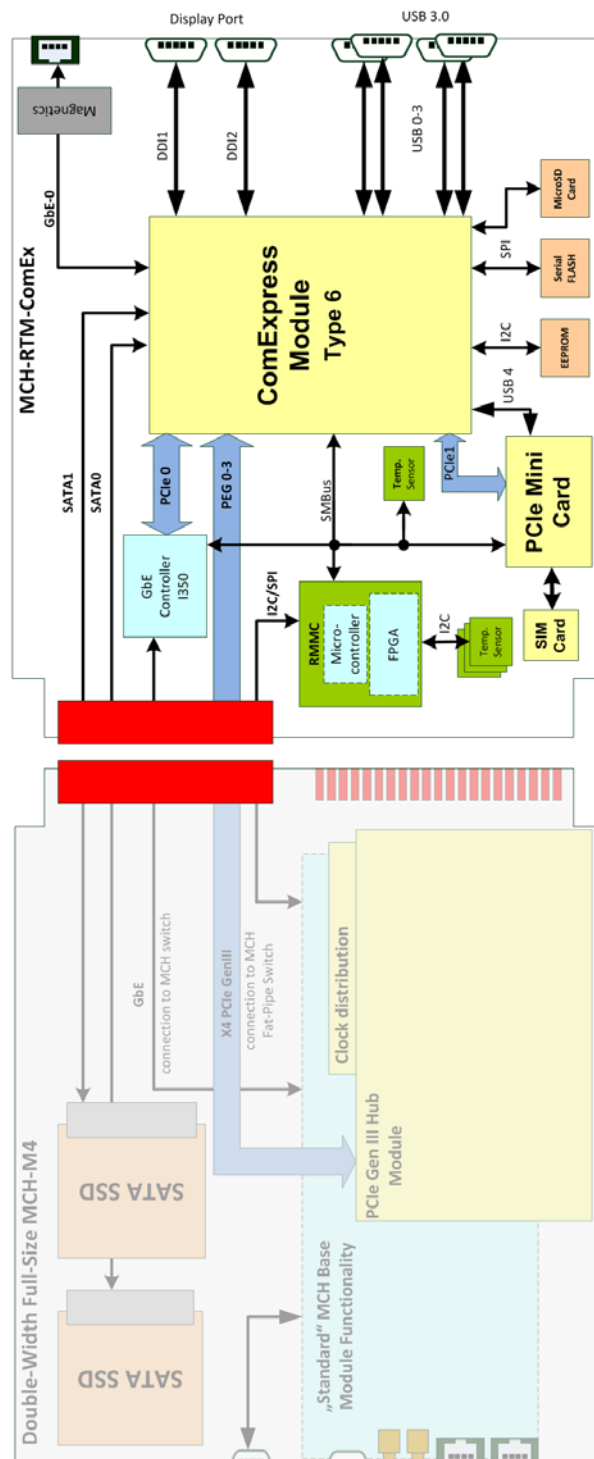 Display Port
USB 3.0
Magnetics
GbE-0
DDI1
DDI2
USB 0-3
MicroSD
Card
SPI
Serial
FLASH
I2C
EEPROM
MCH-RTM-ComEx
ComExpress
Module
Type 6
SATA1
SATA0
PCIe 0
PEG 0-3
SMBus
Temp.
Sensor
PCIe1
USB 4
PCIe Mini
Card
GbE
Controller
I350
I2C/SPI
RMMC
Micro-
controller
FPGA
I2C
Temp.
Sensor
SIM
Card
Double-Width Full-Size MCH-M4
GbE
connection to MCH switch
X4 PCIe GenIII
connection to MCH
Fat-Pipe Switch
Clock distribution
PCIe Gen III Hub
Module
SATA SSD
SATA SSD
„Standard“ MCH Base
Module Functionality